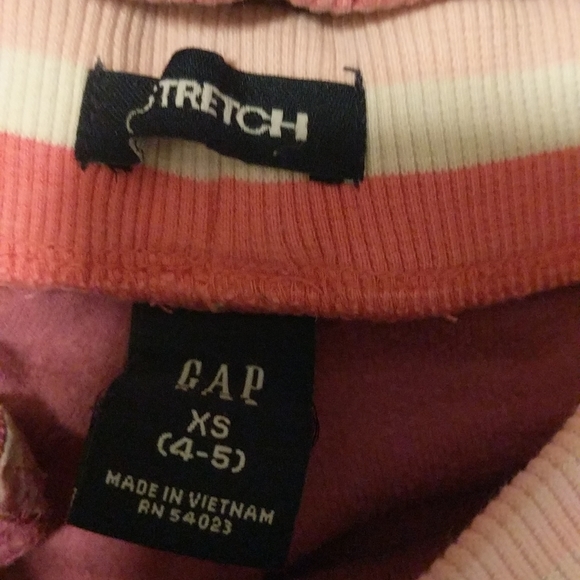 STRETCH
GAP
XS
(4-5)
MADE IN VIETNAM
RN 54023